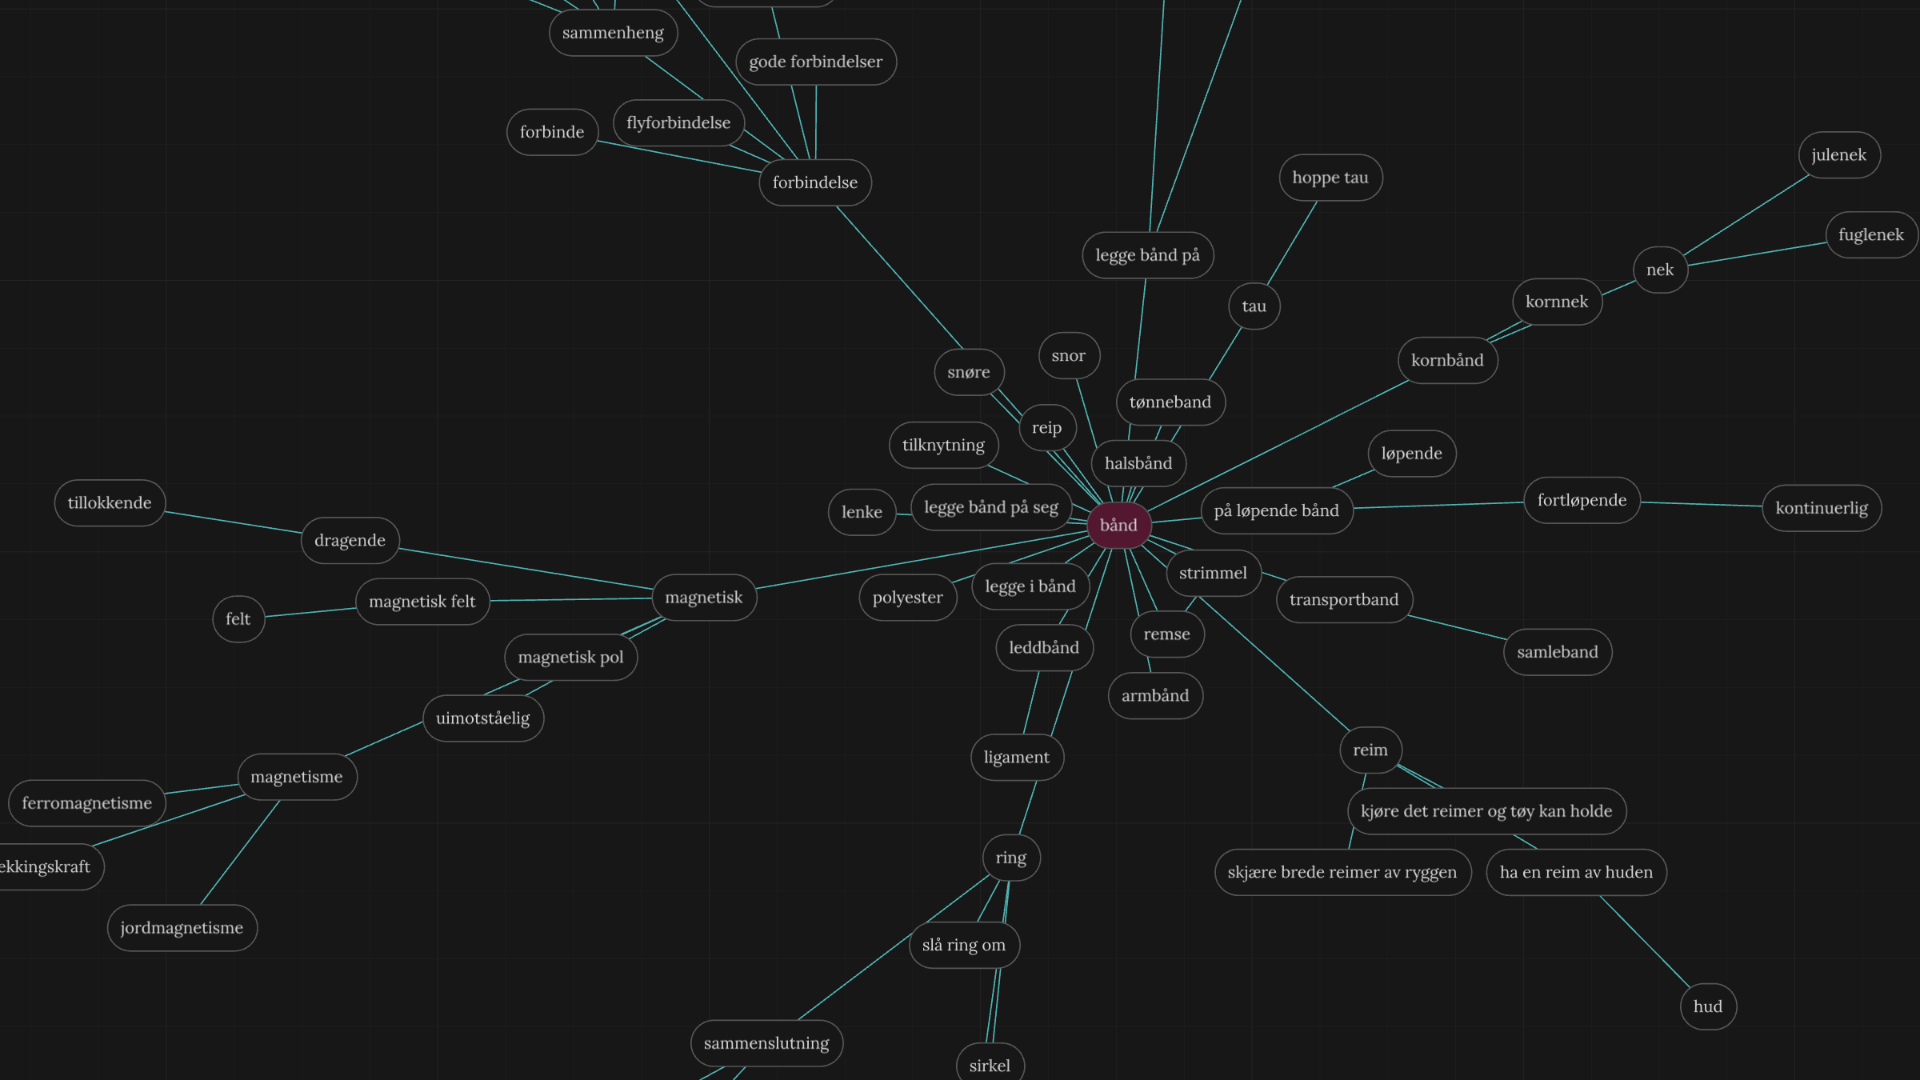 sammenheng
gode forbindelser
flyforbindelse
forbinde
forbindelse
julenek
hoppe tau
fuglenek
legge bånd på
nek
kornnek
tau
snor
kornbånd
snøre
tønneband
reip
tilknytning
løpende
halsbånd
tillokkende
lenke
legge bånd på seg
på løpende bånd
fortløpende
kontinuerlig
bånd
dragende
strimmel
legge i bånd
polyester
magnetisk
magnetisk felt
transportband
felt
remse
leddbånd
samleband
magnetisk pol
armbånd
uimotståelig
reim
ligament
magnetisme
ferromagnetisme
kjøre det reimer og tøy kan holde
ring
ekkingskraft
skjære brede reimer av ryggen
ha en reim av huden
jordmagnetisme
slå ring om
hud
sammenslutning
sirkel